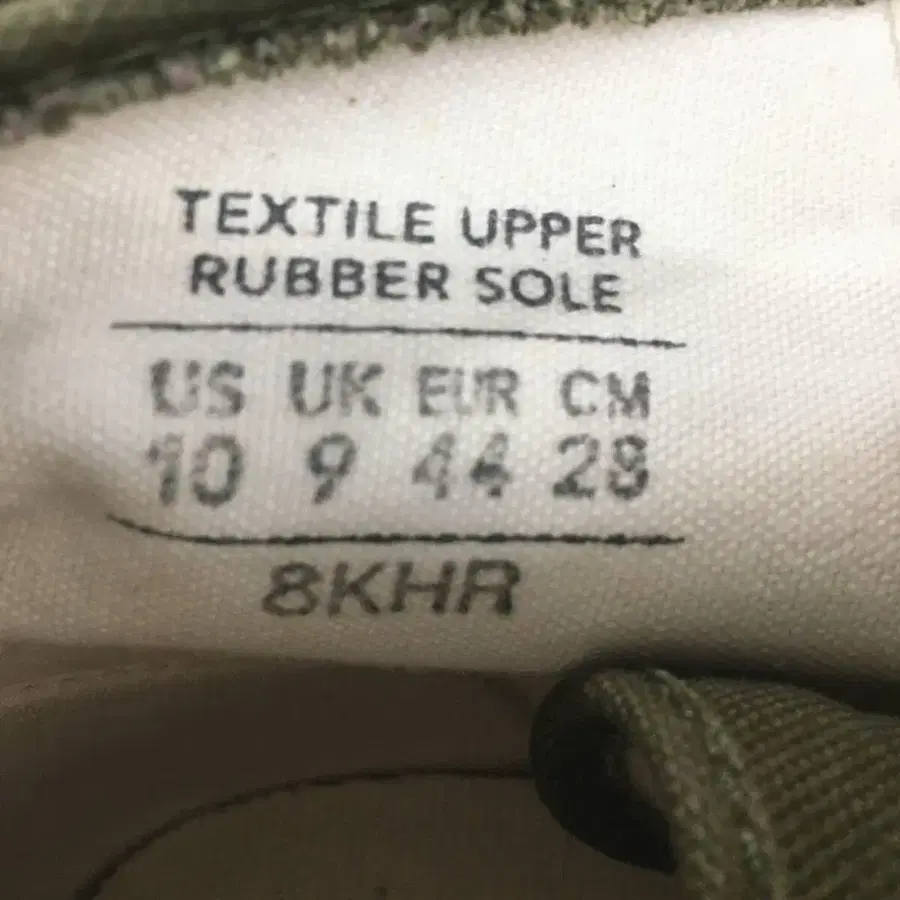 TEXTILE UPPER
RUBBER SOLE
US UK EUR CM
10 9 44 28
8KHR